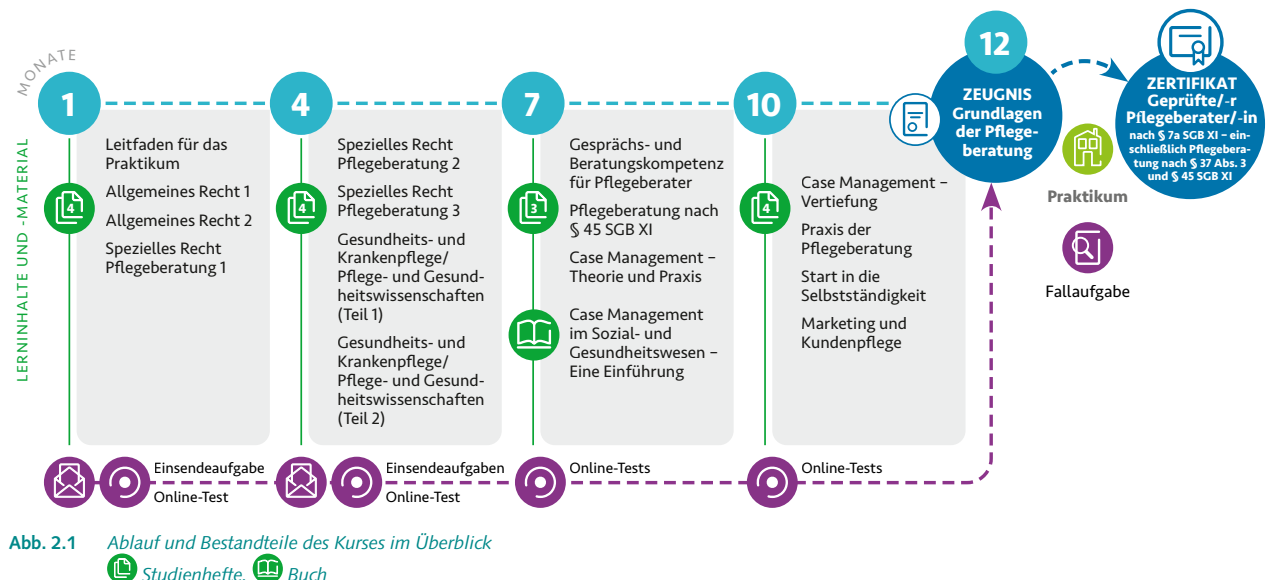 MONATE
LERNINHALTE UND -MATERIAL
1
4
Leitfaden für das
Praktikum
Allgemeines Recht 1
Allgemeines Recht 2
Spezielles Recht
Pflegeberatung 1
Einsendeaufgabe
Online-Test
4
4
Spezielles Recht
Pflegeberatung 2
Spezielles Recht
Pflegeberatung 3
Gesundheits- und
Krankenpflege/
Pflege- und Gesund-
heitswissenschaften
(Teil 1)
Gesundheits- und
Krankenpflege/
Pflege- und Gesund-
heitswissenschaften
(Teil 2)
Einsendeaufgaben
Online-Test
7
3
Gesprächs- und
Beratungskompetenz
für Pflegeberater
Pflegeberatung nach
§ 45 SGB XI
Case Management –
Theorie und Praxis
Case Management
im Sozial- und
Gesundheitswesen –
Eine Einführung
Online-Tests
10
4
Case Management –
Vertiefung
Praxis der
Pflegeberatung
Start in die
Selbstständigkeit
Marketing und
Kundenpflege
Online-Tests
12
ZEUGNIS
Grundlagen
der Pflege-
beratung
Praktikum
Fallaufgabe
ZERTIFIKAT
Geprüfte/-r
Pflegeberater/-in
nach § 7a SGB XI – ein-
schließlich Pflegebera-
tung nach § 37 Abs. 3
und § 45 SGB XI
Abb. 2.1 Ablauf und Bestandteile des Kurses im Überblick
Studienhefte, Buch